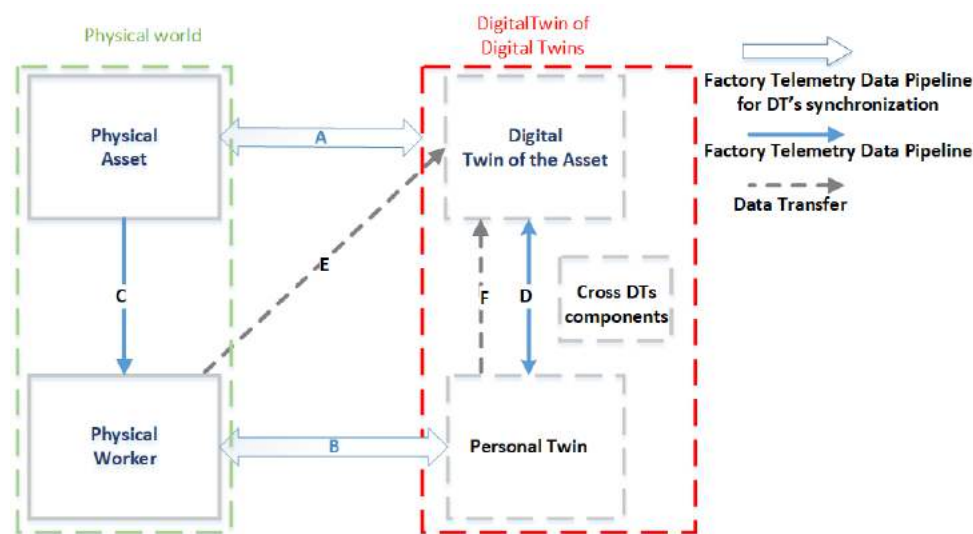 Physical world
DigitalTwin of
Digital Twins
Physical
Asset
A
Digital
Twin of the Asset
C
E
F
D
Cross DTs
components
Physical
Worker
B
Personal Twin
Factory Telemetry Data Pipeline
for DT's synchronization
Factory Telemetry Data Pipeline
Data Transfer